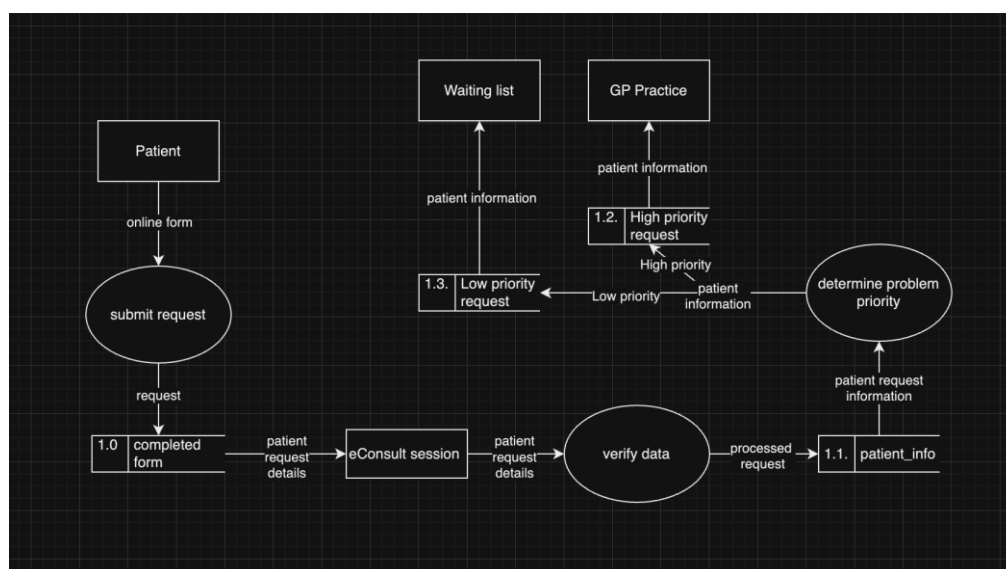 Waiting list
GP Practice
Patient
patient information
patient information
online form
1.2.
High priority
request
High priority
1.3.
Low priority
request
Low priority
patient
information
determine problem
priority
submit request
request
patient request
information
1.0
completed
form
patient
request
details
eConsult session
patient
request
details
verify data
processed
request
1.1.
patient_info